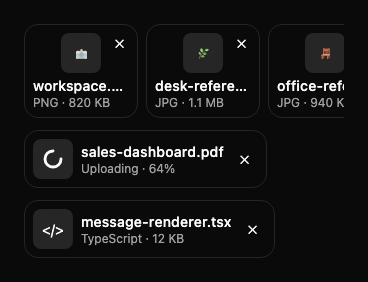 workspace....
PNG · 820 KB
desk-refere...
JPG · 1.1 MB
office-refe
JPG · 940 K
sales-dashboard.pdf
Uploading · 64%
</>
message-renderer.tsx
TypeScript · 12 KB